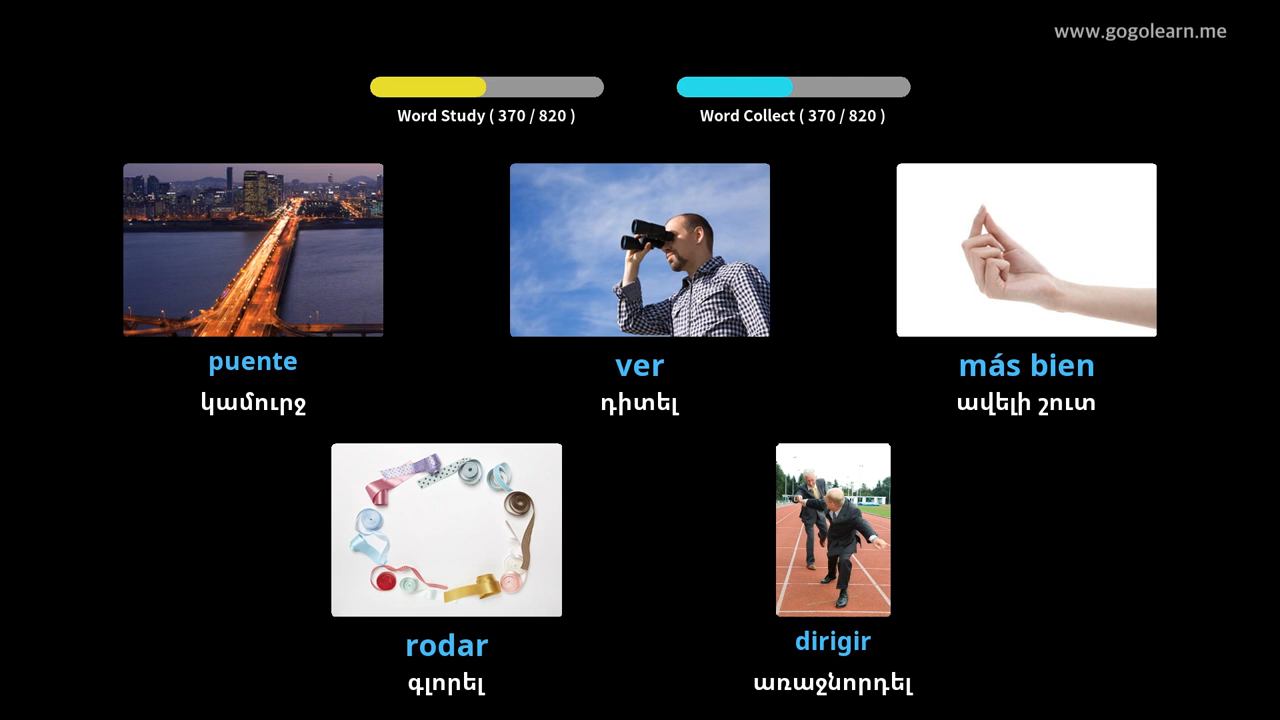 www.gogolearn.me
Word Study ( 370 / 820 )
Word Collect ( 370 / 820 )
puente
կամուրջ
ver
դիտել
más bien
ավելի շուտ
rodar
գլորել
dirigir
առաջնորդել